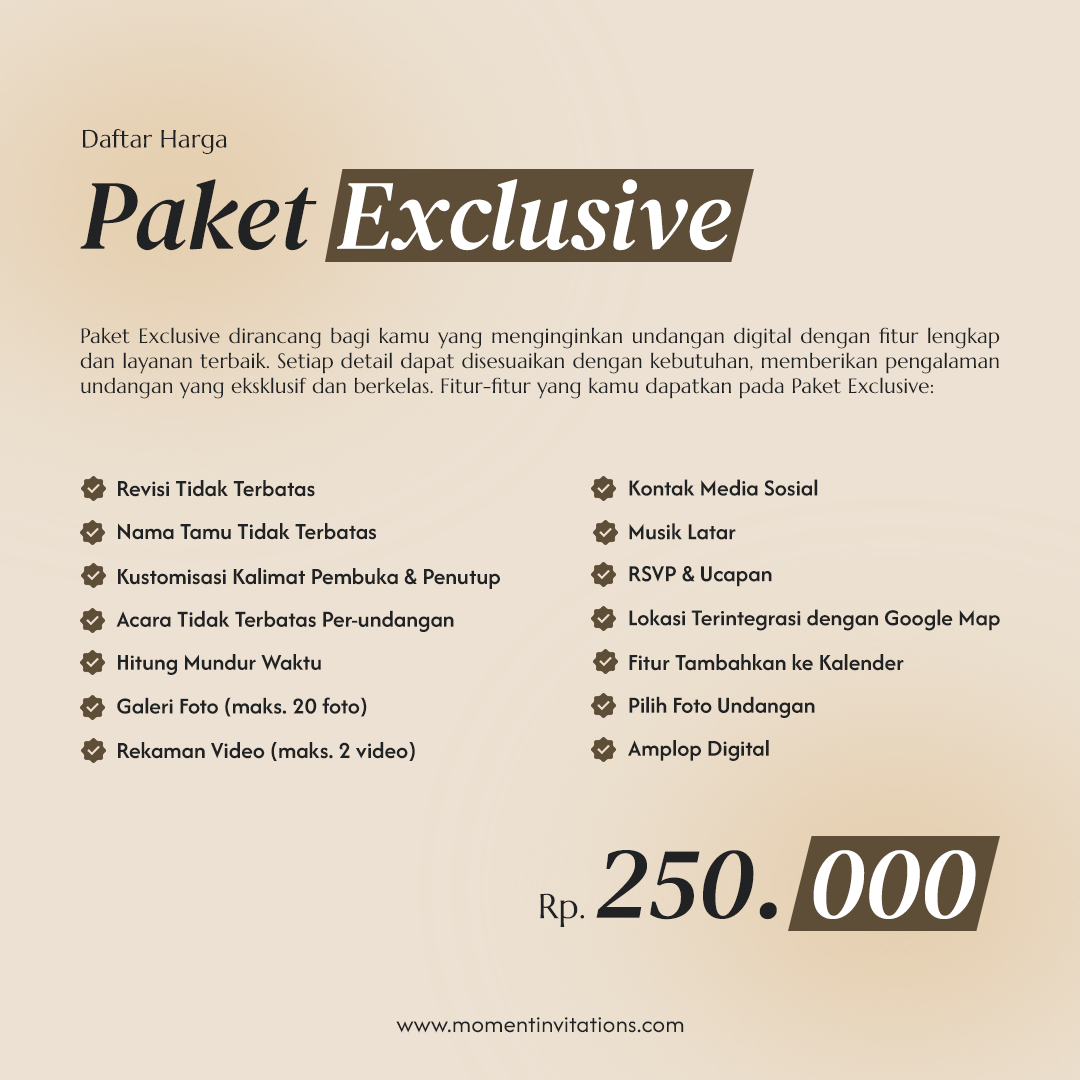 Daftar Harga
Paket Exclusive
Paket Exclusive dirancang bagi kamu yang menginginkan undangan digital dengan fitur lengkap
dan layanan terbaik. Setiap detail dapat disesuaikan dengan kebutuhan, memberikan pengalaman
undangan yang eksklusif dan berkelas. Fitur-fitur yang kamu dapatkan pada Paket Exclusive:
Revisi Tidak Terbatas
Nama Tamu Tidak Terbatas
Kustomisasi Kalimat Pembuka & Penutup
Acara Tidak Terbatas Per-undangan
Hitung Mundur Waktu
Galeri Foto (maks. 20 foto)
Rekaman Video (maks. 2 video)
Kontak Media Sosial
Musik Latar
RSVP & Ucapan
Lokasi Terintegrasi dengan Google Map
Fitur Tambahkan ke Kalender
Pilih Foto Undangan
Amplop Digital
Rp. 250.000
www.momentinvitations.com